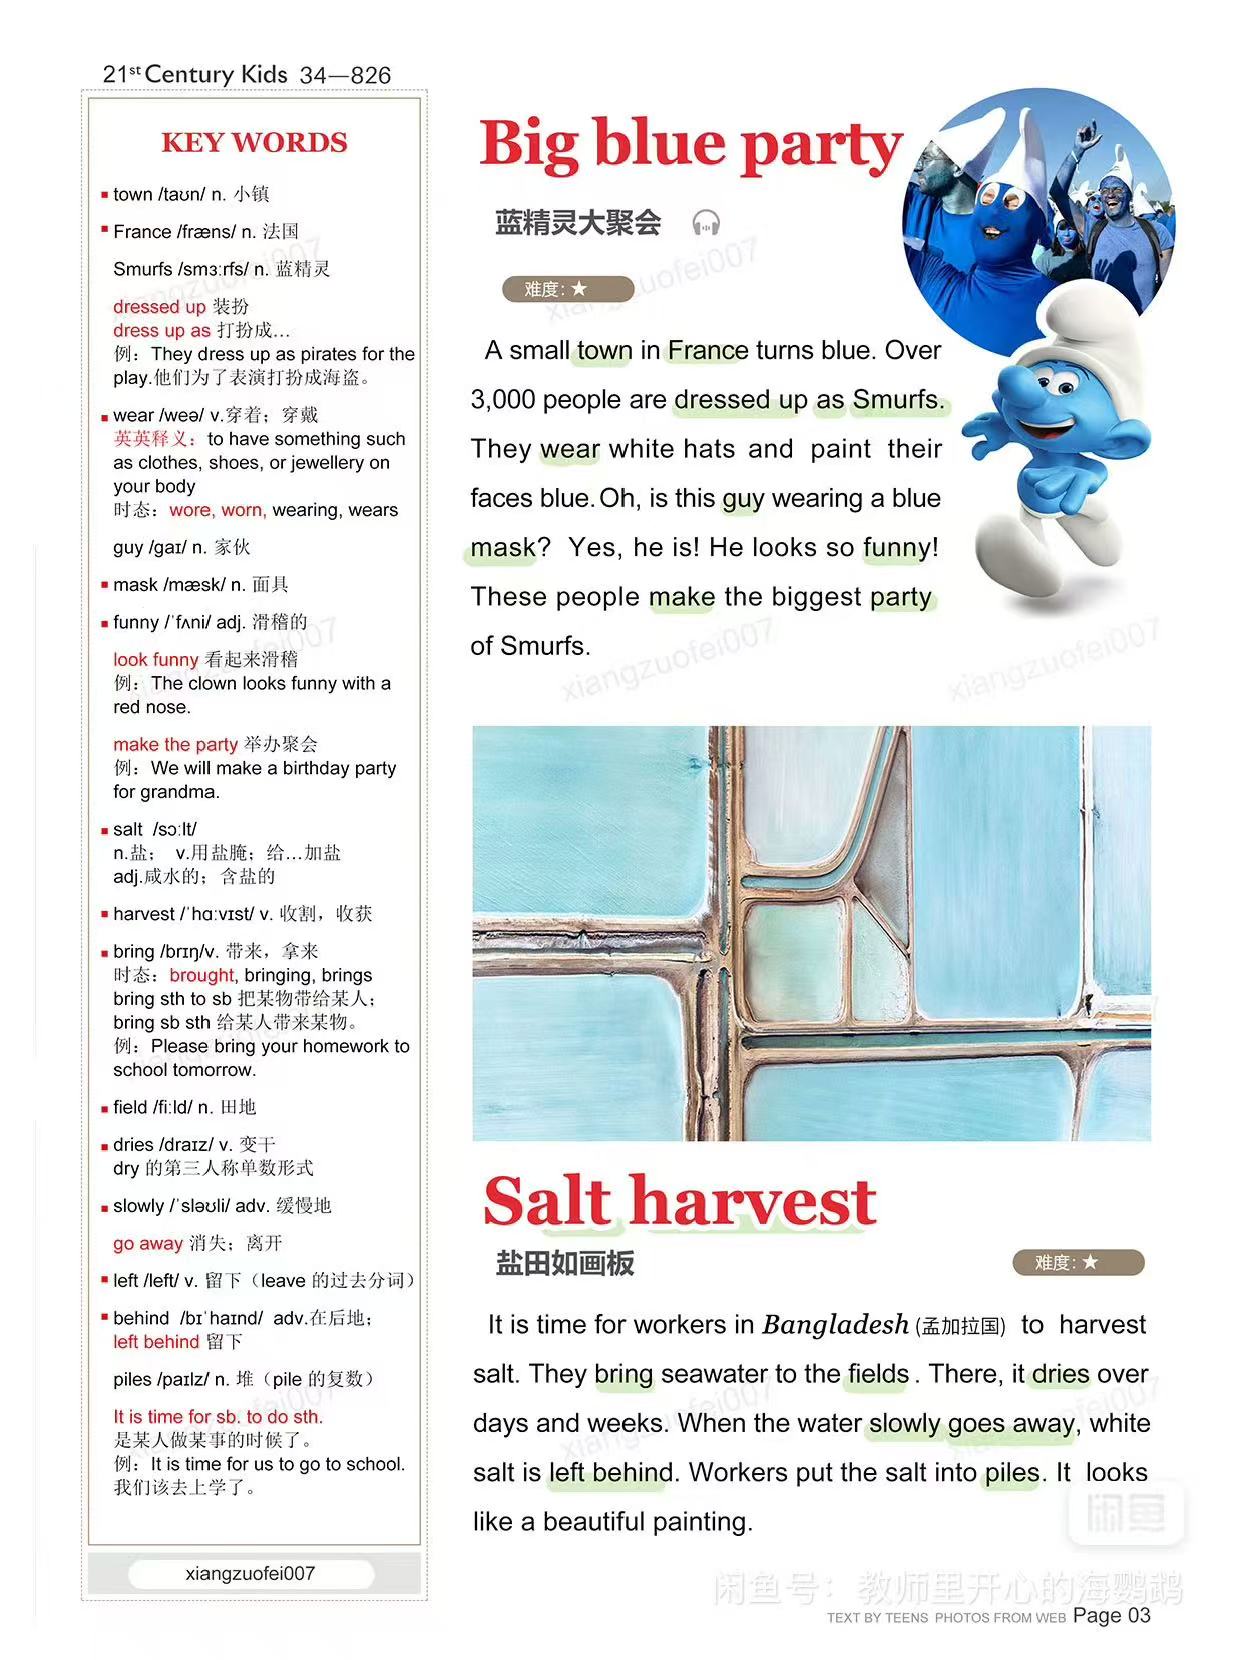 21st Century Kids 34—826
KEY WORDS
town /taʊn/ n. 小镇
France /fræns/ n. 法国
Smurfs /smɜːrfs/ n. 蓝精灵
dressed up 装扮
dress up as 打扮成…
例：They dress up as pirates for the
play.他们为了表演打扮成海盗。
wear /weə/ v.穿着；穿戴
英英释义：to have something such
as clothes, shoes, or jewellery on
your body
时态：wore, worn, wearing, wears
guy /gaɪ/ n. 家伙
mask /mæsk/ n. 面具
funny /ˈfʌni/ adj. 滑稽的
look funny 看起来滑稽
例：The clown looks funny with a
red nose.
make the party 举办聚会
例：We will make a birthday party
for grandma.
salt /sɔːlt/
n.盐； v.用盐腌；给…加盐
adj.咸水的；含盐的
harvest /ˈhɑːvɪst/ v. 收割，收获
bring /brɪŋ/v. 带来，拿来
时态：brought, bringing, brings
bring sth to sb 把某物带给某人；
bring sb sth 给某人带来某物。
例：Please bring your homework to
school tomorrow.
field /fiːld/ n. 田地
dries /draɪz/ v. 变干
dry 的第三人称单数形式
slowly /ˈsləʊli/ adv. 缓慢地
go away 消失；离开
left /left/ v. 留下（leave 的过去分词）
behind /bɪˈhaɪnd/ adv.在后地；
left behind 留下
piles /paɪlz/ n. 堆（pile 的复数）
It is time for sb. to do sth.
是某人做某事的时候了。
例：It is time for us to go to school.
我们该去上学了。
xiangzuofei007
Big blue party
蓝精灵大聚会
难度：★
A small town in France turns blue. Over
3,000 people are dressed up as Smurfs.
They wear white hats and paint their
faces blue. Oh, is this guy wearing a blue
mask? Yes, he is! He looks so funny!
These people make the biggest party
of Smurfs.
Salt harvest
盐田如画板
难度：★
It is time for workers in Bangladesh (孟加拉国) to harvest
salt. They bring seawater to the fields . There, it dries over
days and weeks. When the water slowly goes away, white
salt is left behind. Workers put the salt into piles. It looks
like a beautiful painting.
闲鱼
闲鱼号：教师里开心的海鹦鹉
TEXT BY TEENS PHOTOS FROM WEB Page 03
xiangzuofei007
xiangzuofei007
xiangzuofei007
xiangzuofei007
xiangzuofei007